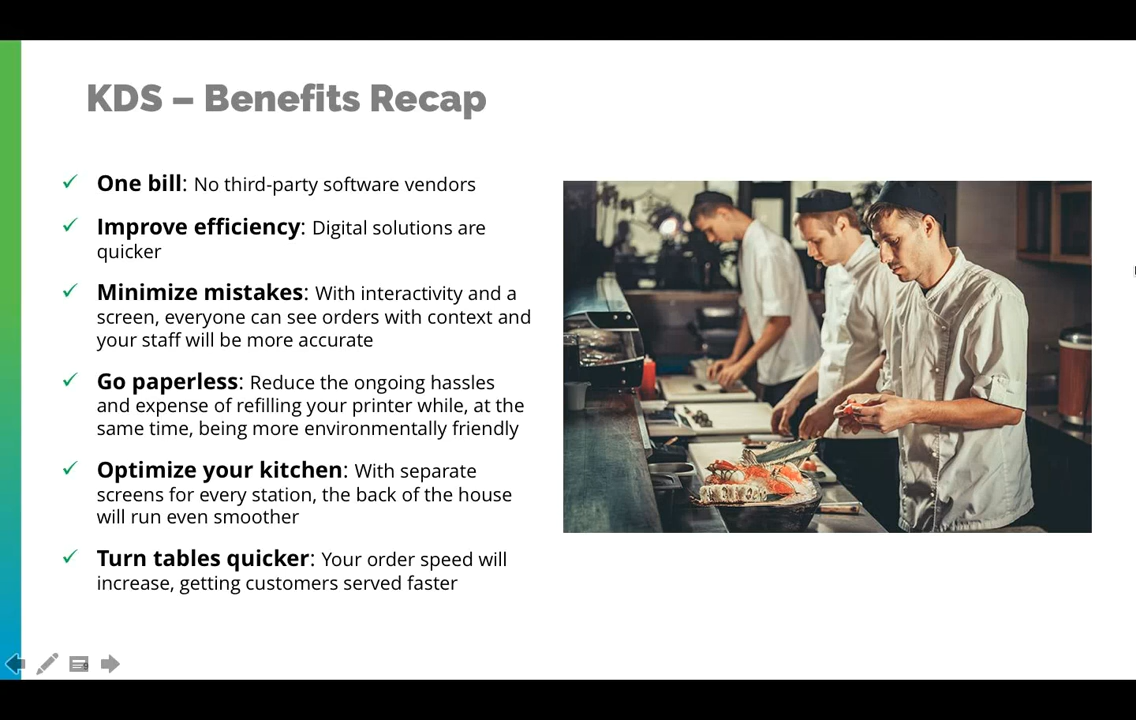 KDS – Benefits Recap
One bill: No third-party software vendors
Improve efficiency: Digital solutions are
quicker
Minimize mistakes: With interactivity and a
screen, everyone can see orders with context and
your staff will be more accurate
Go paperless: Reduce the ongoing hassles
and expense of refilling your printer while, at the
same time, being more environmentally friendly
Optimize your kitchen: With separate
screens for every station, the back of the house
will run even smoother
Turn tables quicker: Your order speed will
increase, getting customers served faster